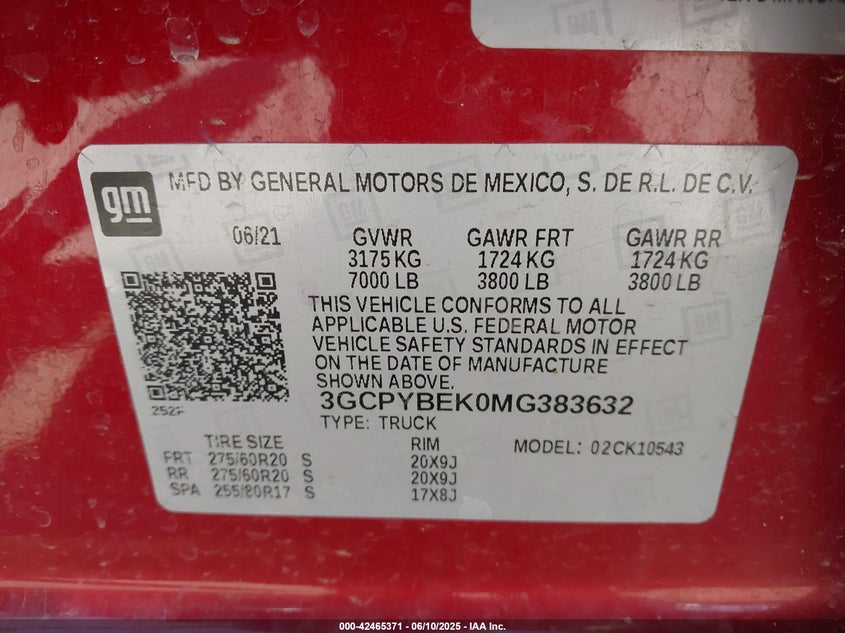 gm
MFD BY GENERAL MOTORS DE MEXICO, S. DE R.L. DE C.V.
06/21 GVWR GAWR FRT GAWR RR
3175 KG 1724 KG 1724 KG
7000 LB 3800 LB 3800 LB
THIS VEHICLE CONFORMS TO ALL
APPLICABLE U.S. FEDERAL MOTOR
VEHICLE SAFETY STANDARDS IN EFFECT
ON THE DATE OF MANUFACTURE
SHOWN ABOVE.
252F
3GCPYBEK0MG383632
TYPE: TRUCK
TIRE SIZE RIM MODEL: 02CK10543
FRT 275/60R20 S 20X9J
RR 275/60R20 S 20X9J
SPA 255/80R17 S 17X8J
000-42465371 - 06/10/2025 - IAA Inc.